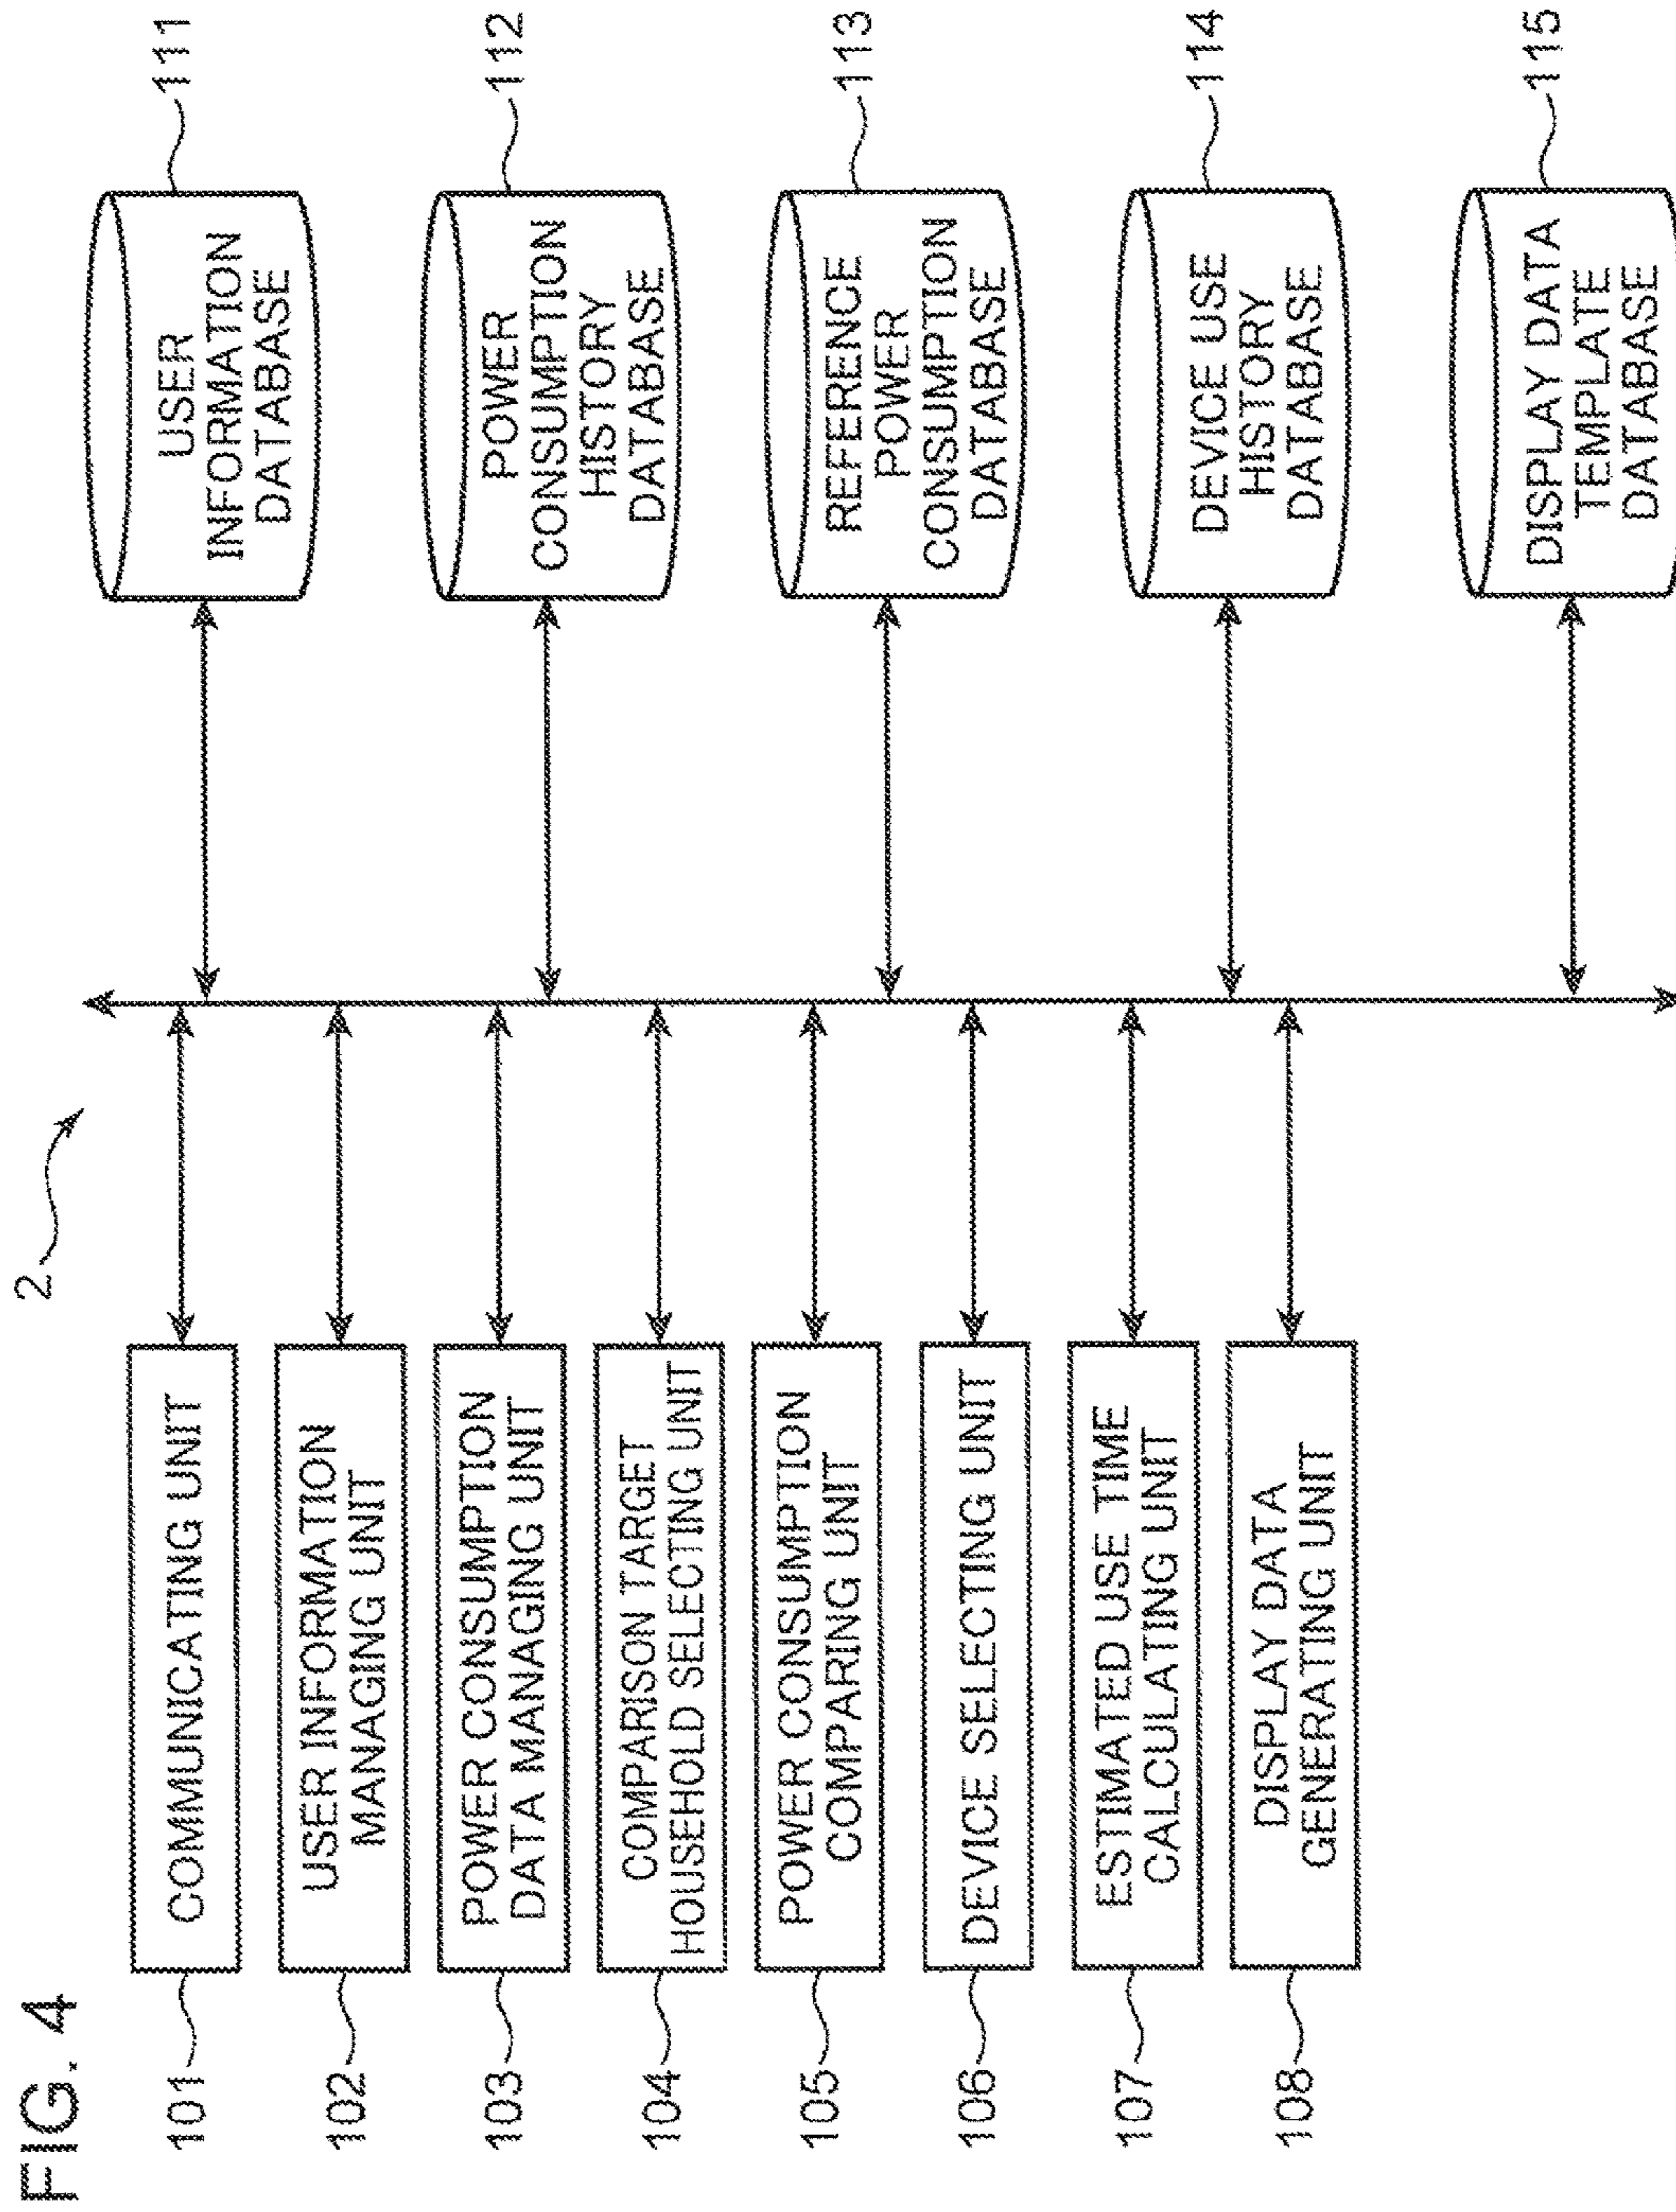 FIG. 4
2
101
COMMUNICATING UNIT
102
USER INFORMATION
MANAGING UNIT
103
POWER CONSUMPTION
DATA MANAGING UNIT
104
COMPARISON TARGET
HOUSEHOLD SELECTING UNIT
105
POWER CONSUMPTION
COMPARING UNIT
106
DEVICE SELECTING UNIT
107
ESTIMATED USE TIME
CALCULATING UNIT
108
DISPLAY DATA
GENERATING UNIT
USER
INFORMATION
DATABASE
111
POWER
CONSUMPTION
HISTORY
DATABASE
112
REFERENCE
POWER
CONSUMPTION
DATABASE
113
DEVICE USE
HISTORY
DATABASE
114
DISPLAY DATA
TEMPLATE
DATABASE
115